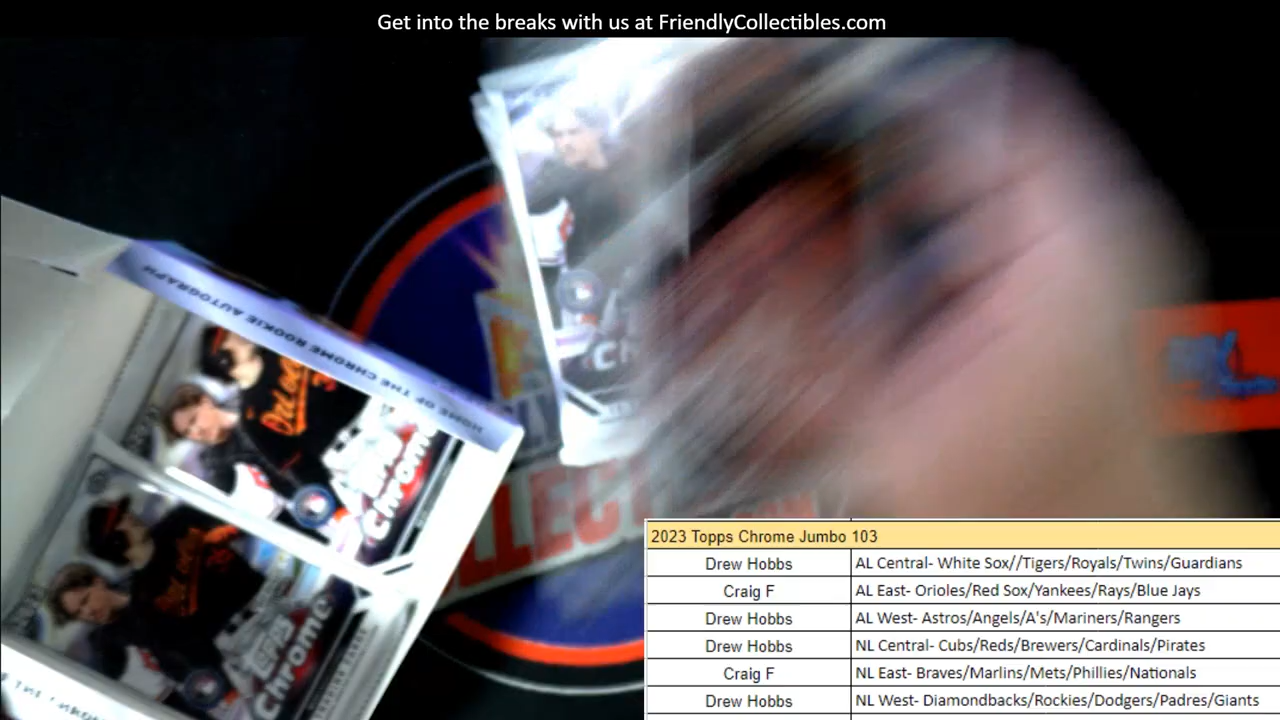 Get into the breaks with us at FriendlyCollectibles.com
HOME OF THE CHROME ROOKIE AUTOGRAPH
Chrome
Chrome
2023 Topps Chrome Jumbo 103
Drew Hobbs AL Central- White Sox//Tigers/Royals/Twins/Guardians
Craig F AL East- Orioles/Red Sox/Yankees/Rays/Blue Jays
Drew Hobbs AL West- Astros/Angels/A's/Mariners/Rangers
Drew Hobbs NL Central- Cubs/Reds/Brewers/Cardinals/Pirates
Craig F NL East- Braves/Marlins/Mets/Phillies/Nationals
Drew Hobbs NL West- Diamondbacks/Rockies/Dodgers/Padres/Giants